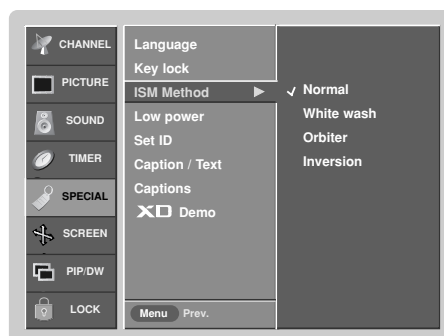 CHANNEL
PICTURE
SOUND
TIMER
SPECIAL
SCREEN
PIP/DW
LOCK
Language
Key lock
ISM Method
Low power
Set ID
Caption / Text
Captions
XD Demo
Menu Prev.
Normal
White wash
Orbiter
Inversion